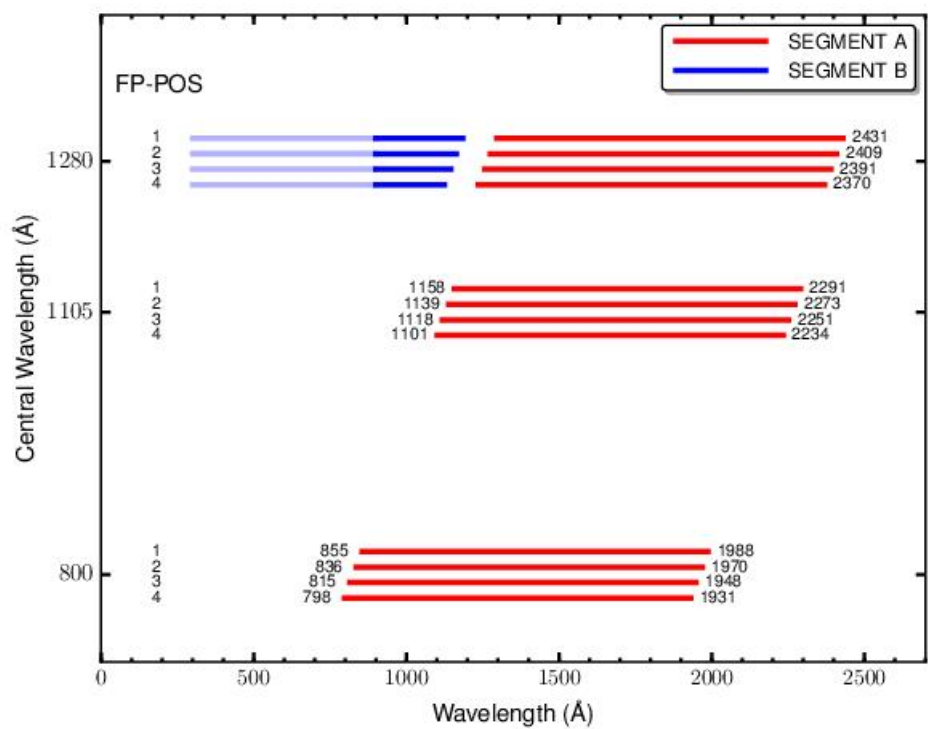 SEGMENT A
SEGMENT B
FP-POS
1 2431
2 2409
1280
3 2391
4 2370
1 1158 2291
2 1139 2273
1105
3 1118 2251
4 1101 2234
1 855 1988
2 836 1970
800
3 815 1948
4 798 1931
0 500 1000 1500 2000 2500
Wavelength (Å)
Central Wavelength (Å)